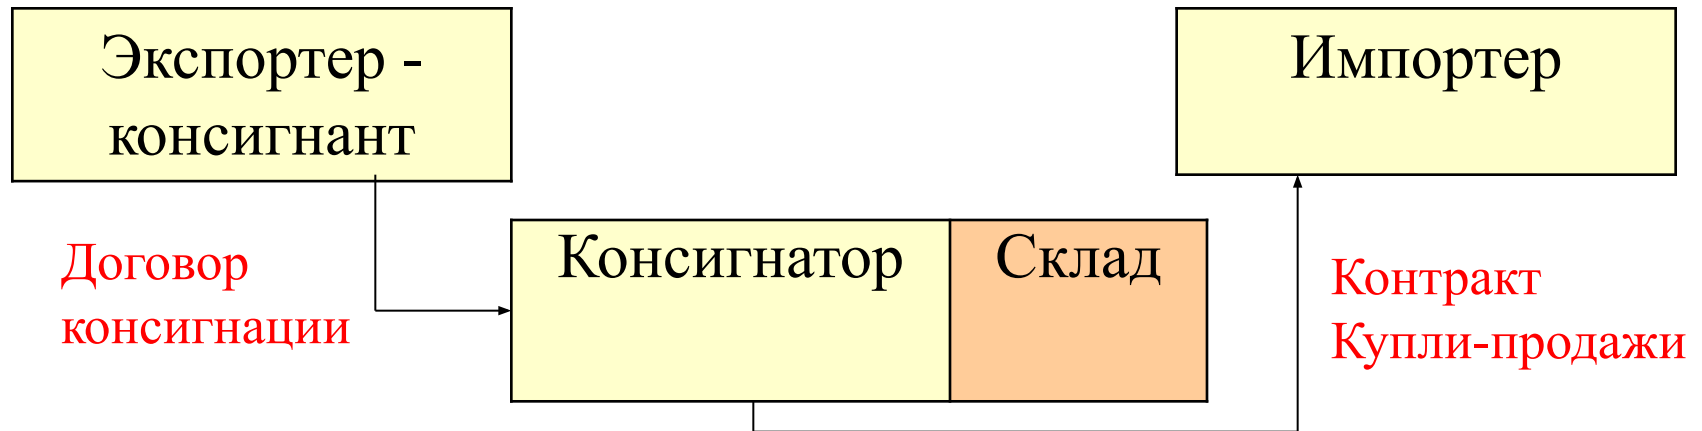 Экспортер -
консигнант
Импортер
Консигнатор
Склад
Договор
консигнации
Контракт
Купли-продажи